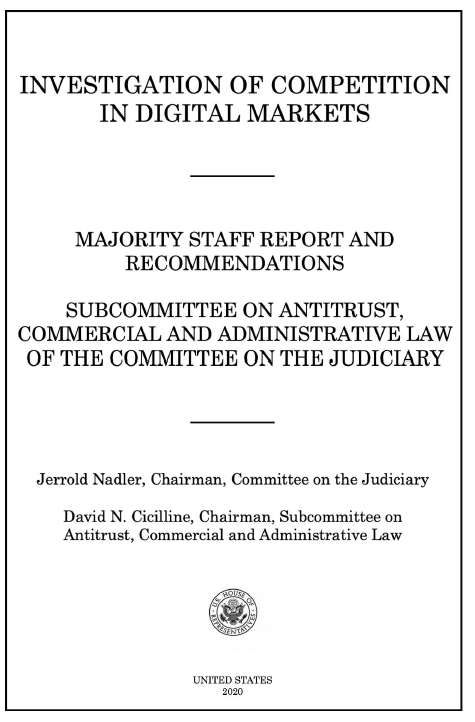 INVESTIGATION OF COMPETITION
IN DIGITAL MARKETS
MAJORITY STAFF REPORT AND
RECOMMENDATIONS
SUBCOMMITTEE ON ANTITRUST,
COMMERCIAL AND ADMINISTRATIVE LAW
OF THE COMMITTEE ON THE JUDICIARY
Jerrold Nadler, Chairman, Committee on the Judiciary
David N. Cicilline, Chairman, Subcommittee on
Antitrust, Commercial and Administrative Law
U.S. HOUSE OF
REPRESENTATIVES
UNITED STATES
2020